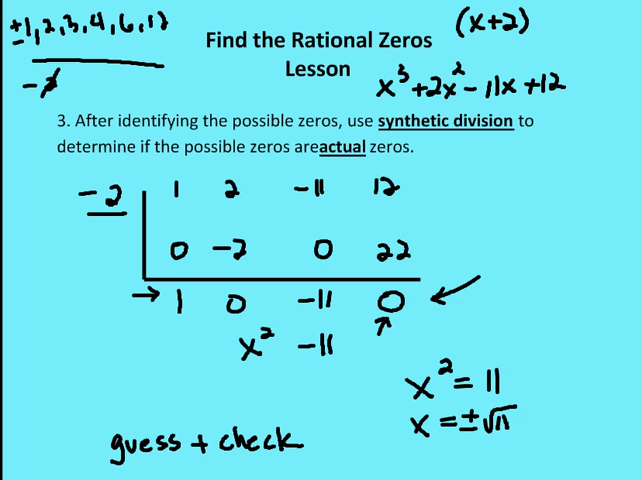 ±1, 2, 3, 4, 6, 12
(x+2)
Find the Rational Zeros
Lesson
x³+2x²-11x+12
3. After identifying the possible zeros, use synthetic division to
determine if the possible zeros areactual zeros.
-2 1 2 -11 12
0 -2 0 22
→ 1 0 -11 0
x² -11
x² = 11
x = ±√11
guess + check